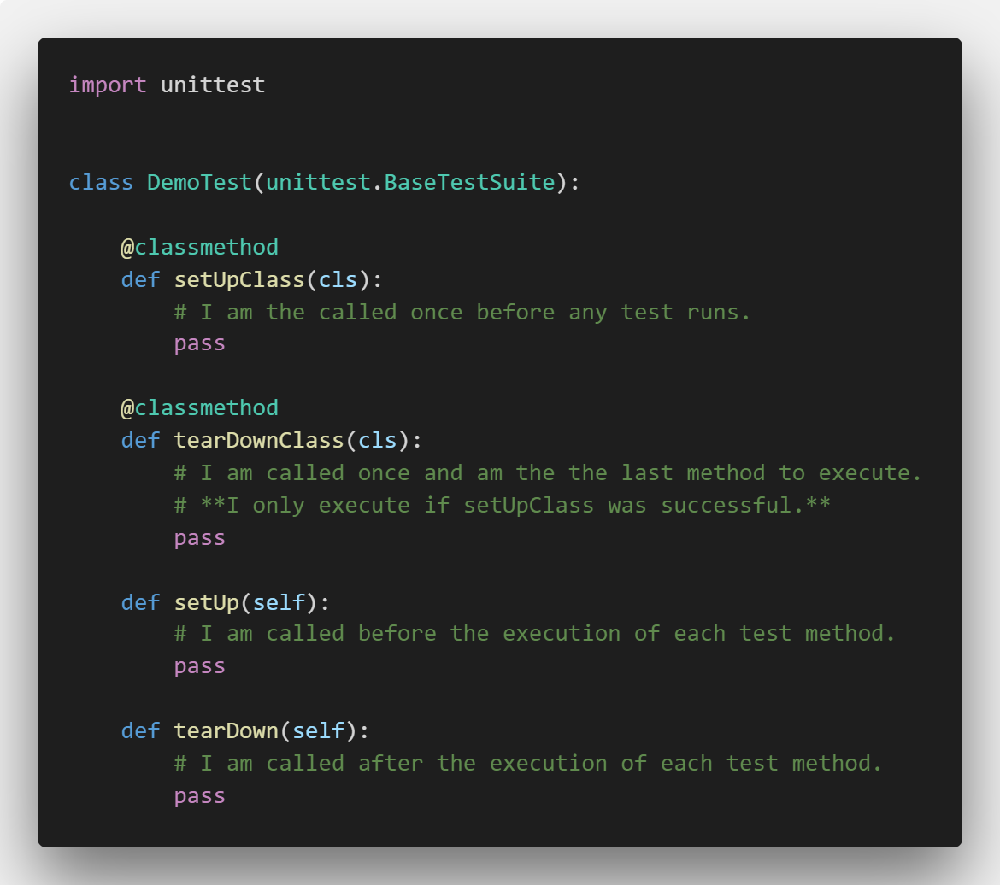 import unittest
class DemoTest(unittest.BaseTestSuite):
@classmethod
def setUpClass(cls):
# I am the called once before any test runs.
pass
@classmethod
def tearDownClass(cls):
# I am called once and am the the last method to execute.
# **I only execute if setUpClass was successful.**
pass
def setUp(self):
# I am called before the execution of each test method.
pass
def tearDown(self):
# I am called after the execution of each test method.
pass